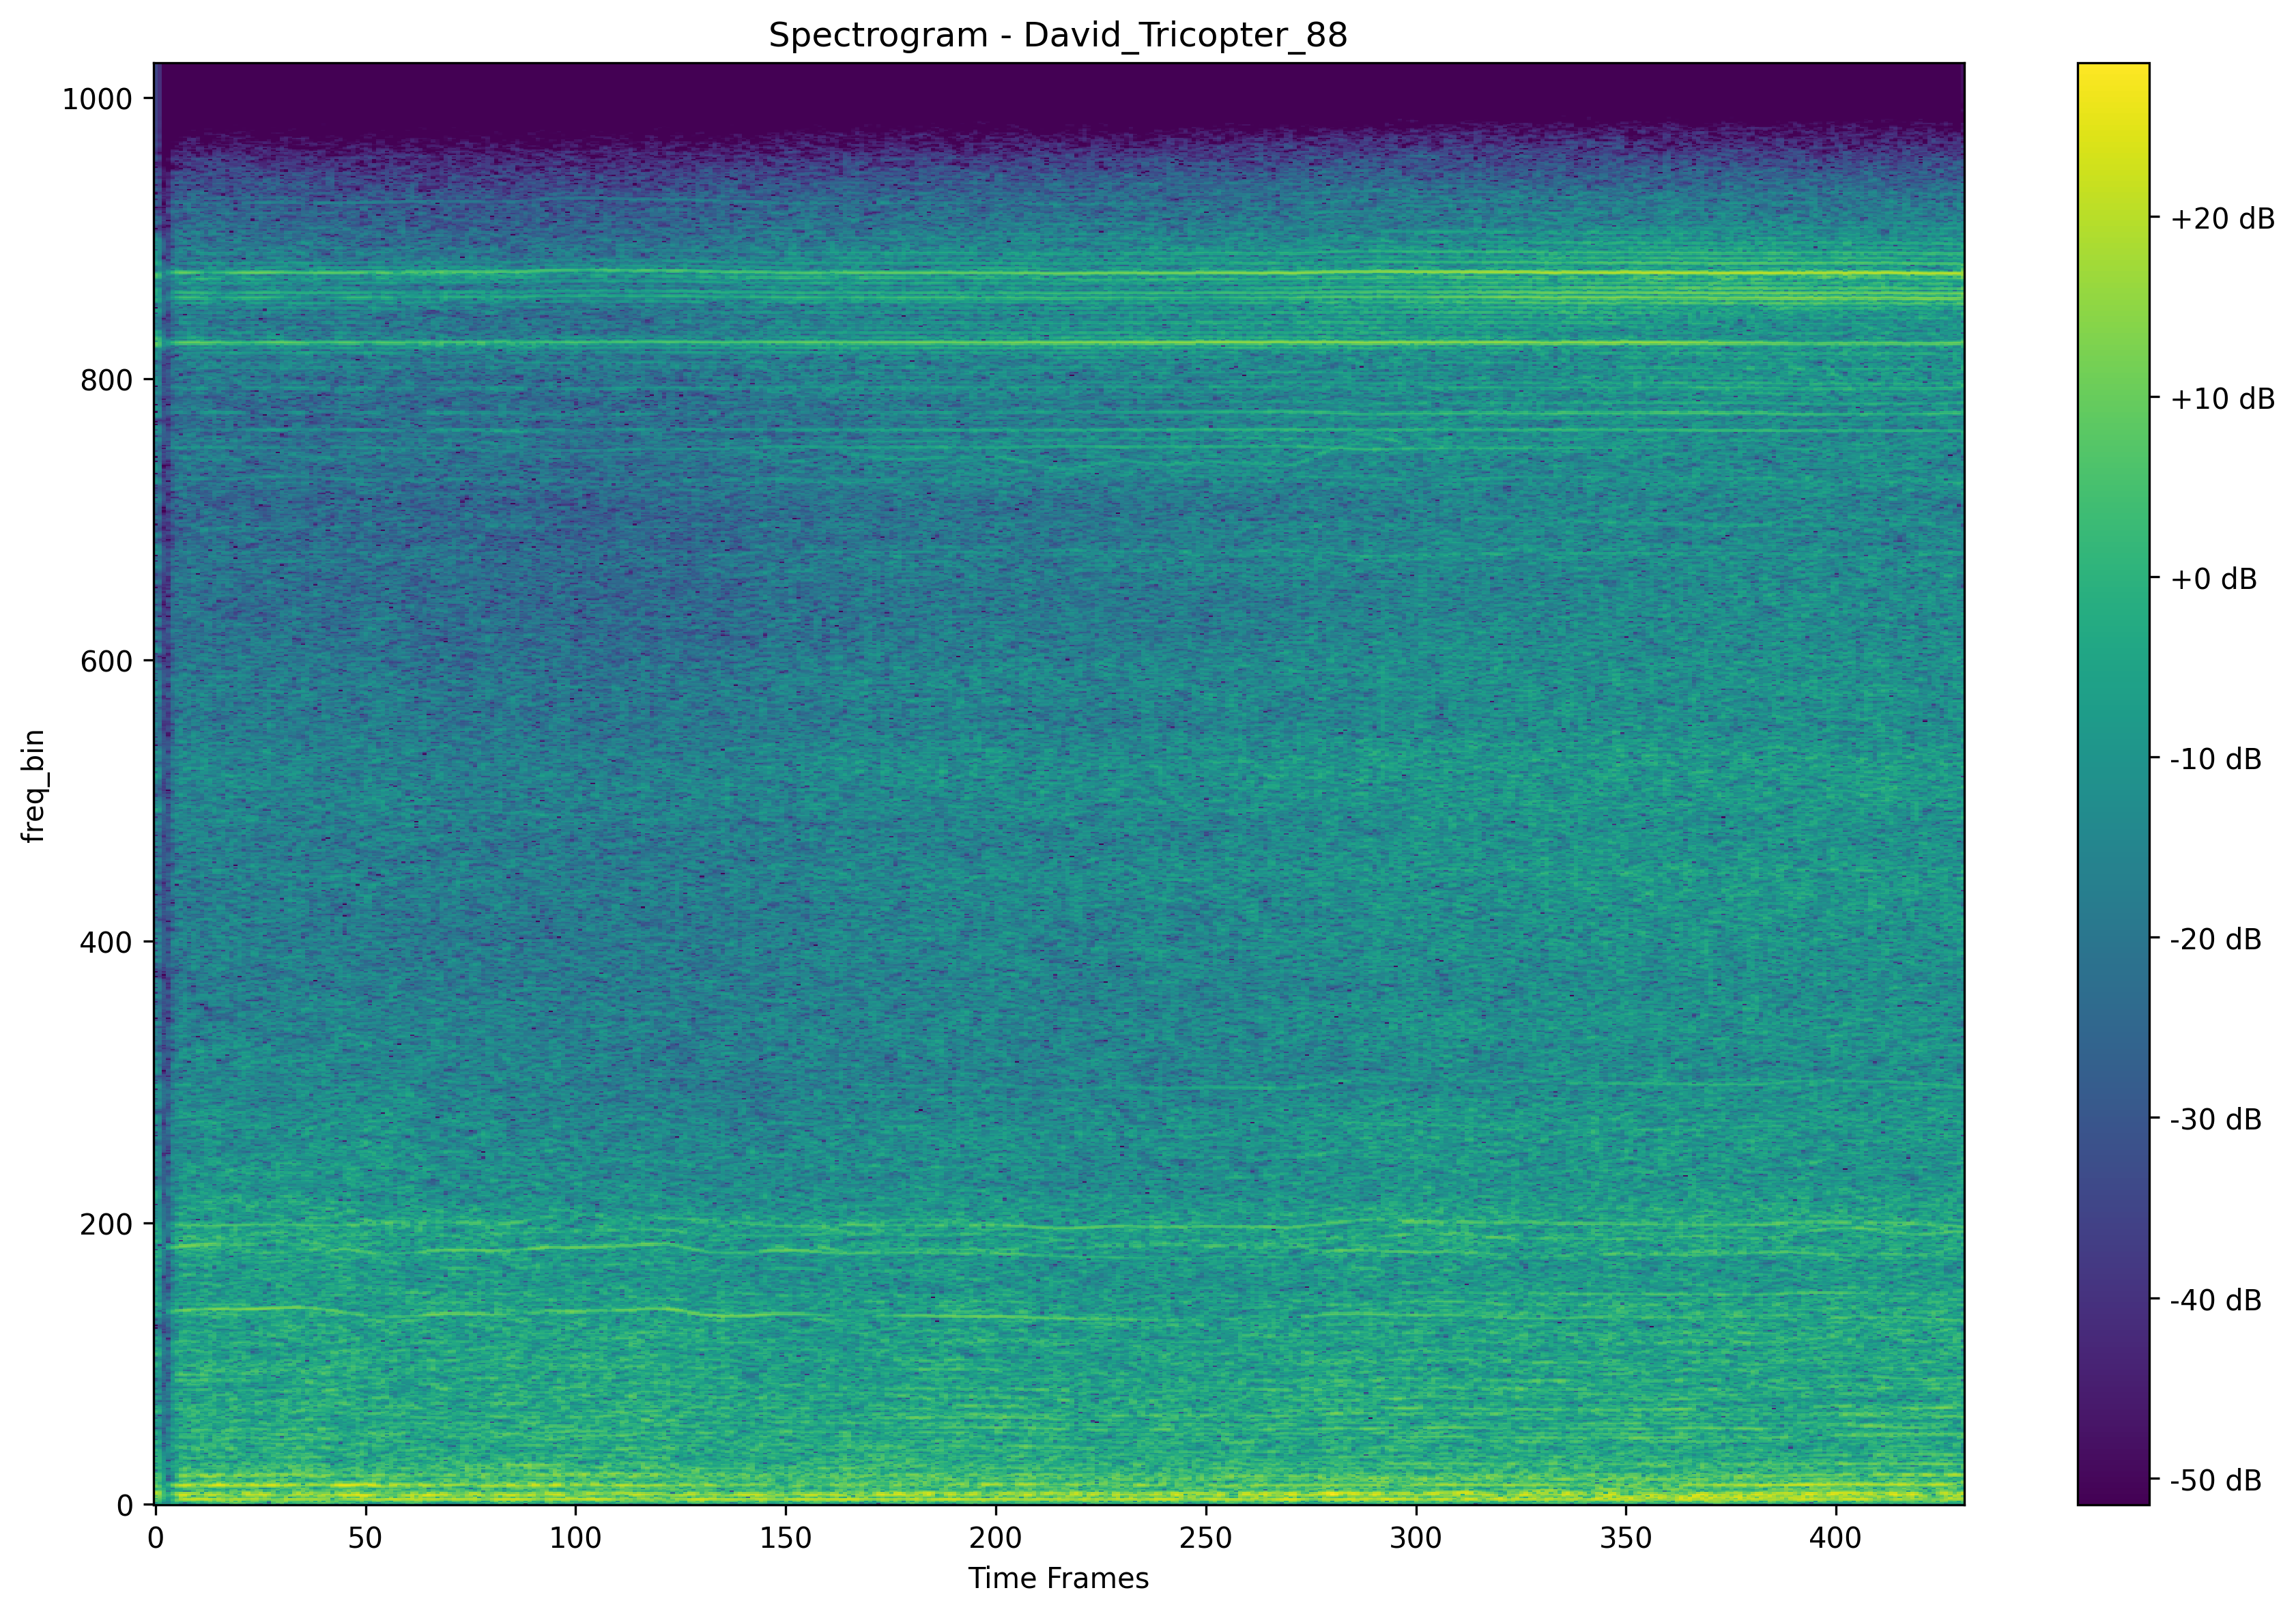 Spectrogram - David_Tricopter_88
1000
800
600
400
200
0
freq_bin
0 50 100 150 200 250 300 350 400
Time Frames
+20 dB
+10 dB
+0 dB
-10 dB
-20 dB
-30 dB
-40 dB
-50 dB